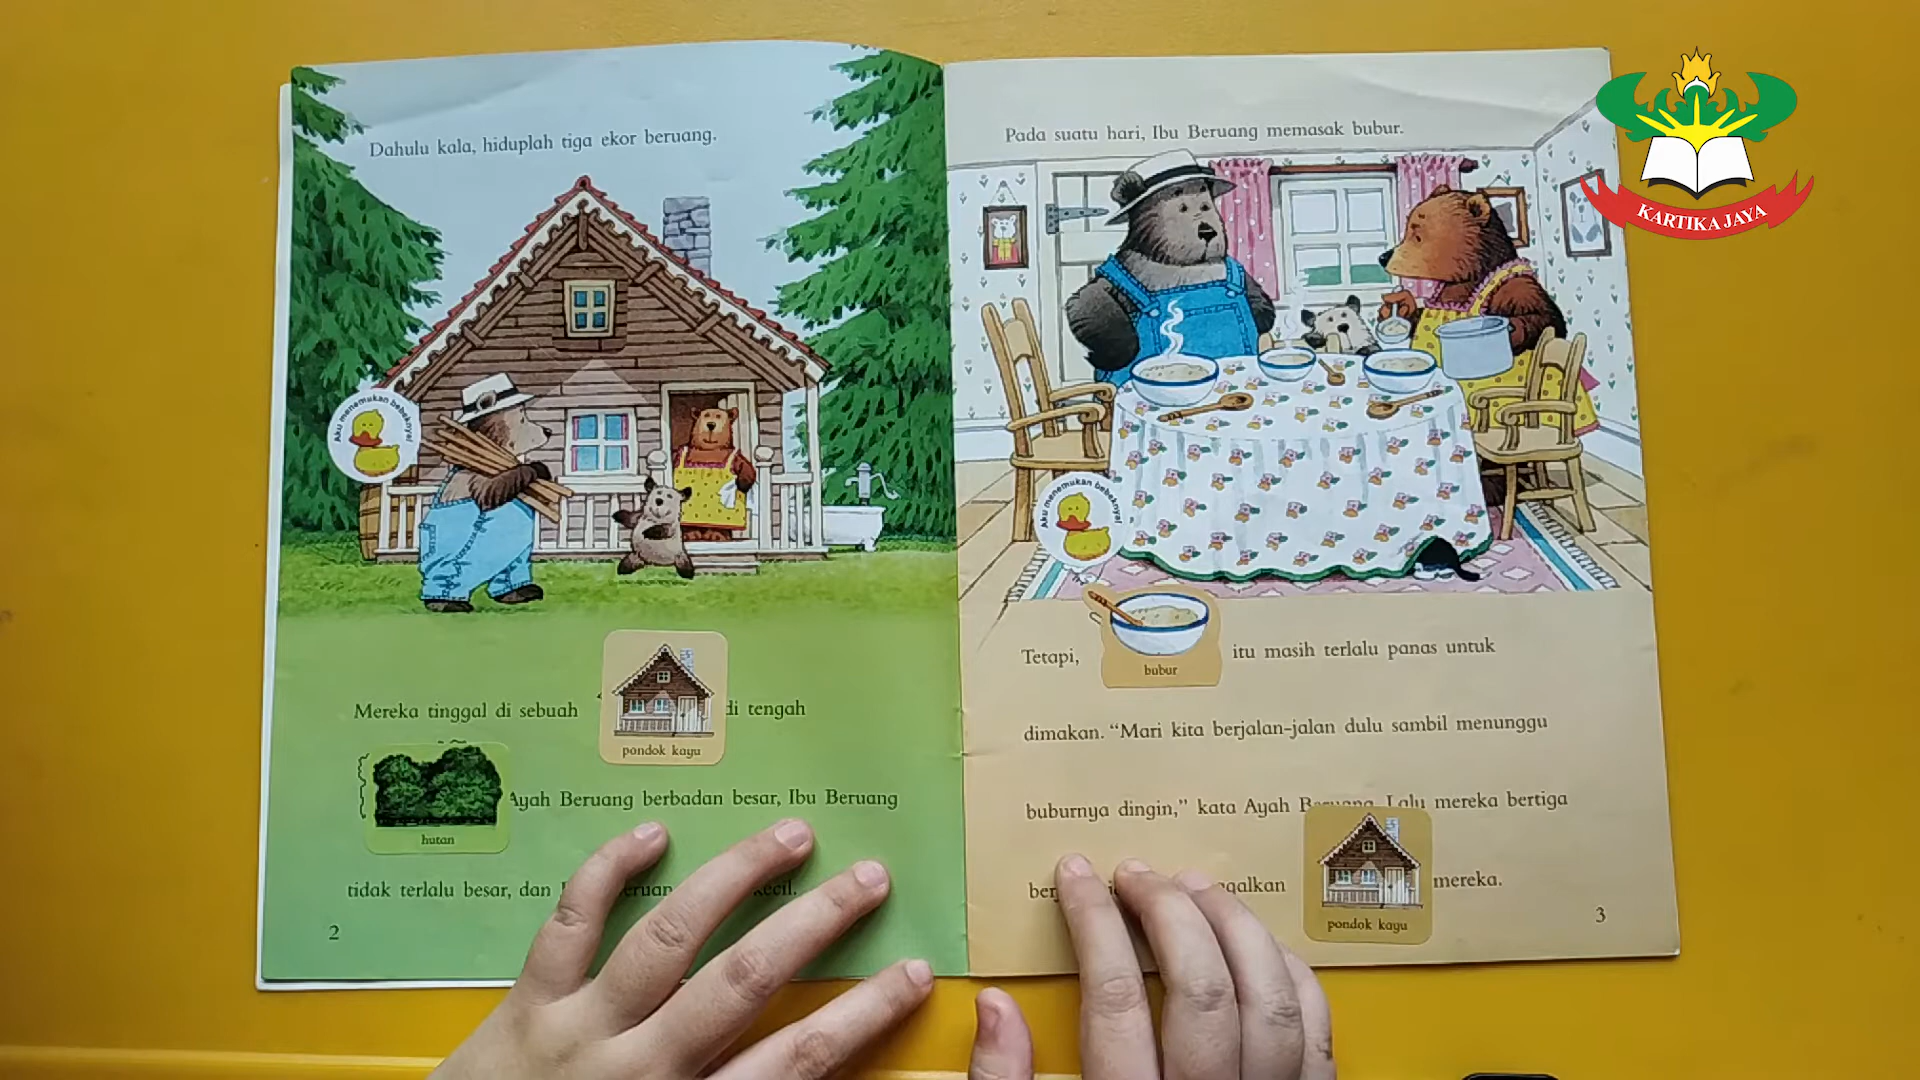 Dahulu kala, hiduplah tiga ekor beruang.
Aku menemukan bebeknya!
Mereka tinggal di sebuah di tengah
pondok kayu
Ayah Beruang berbadan besar, Ibu Beruang
hutan
tidak terlalu besar, dan kecil.
2
Pada suatu hari, Ibu Beruang memasak bubur.
Aku menemukan bebeknya!
Tetapi, itu masih terlalu panas untuk
bubur
dimakan. “Mari kita berjalan-jalan dulu sambil menunggu
buburnya dingin,” kata Ayah Beruang. Lalu mereka bertiga
mereka.
pondok kayu
3
KARTIKA JAYA